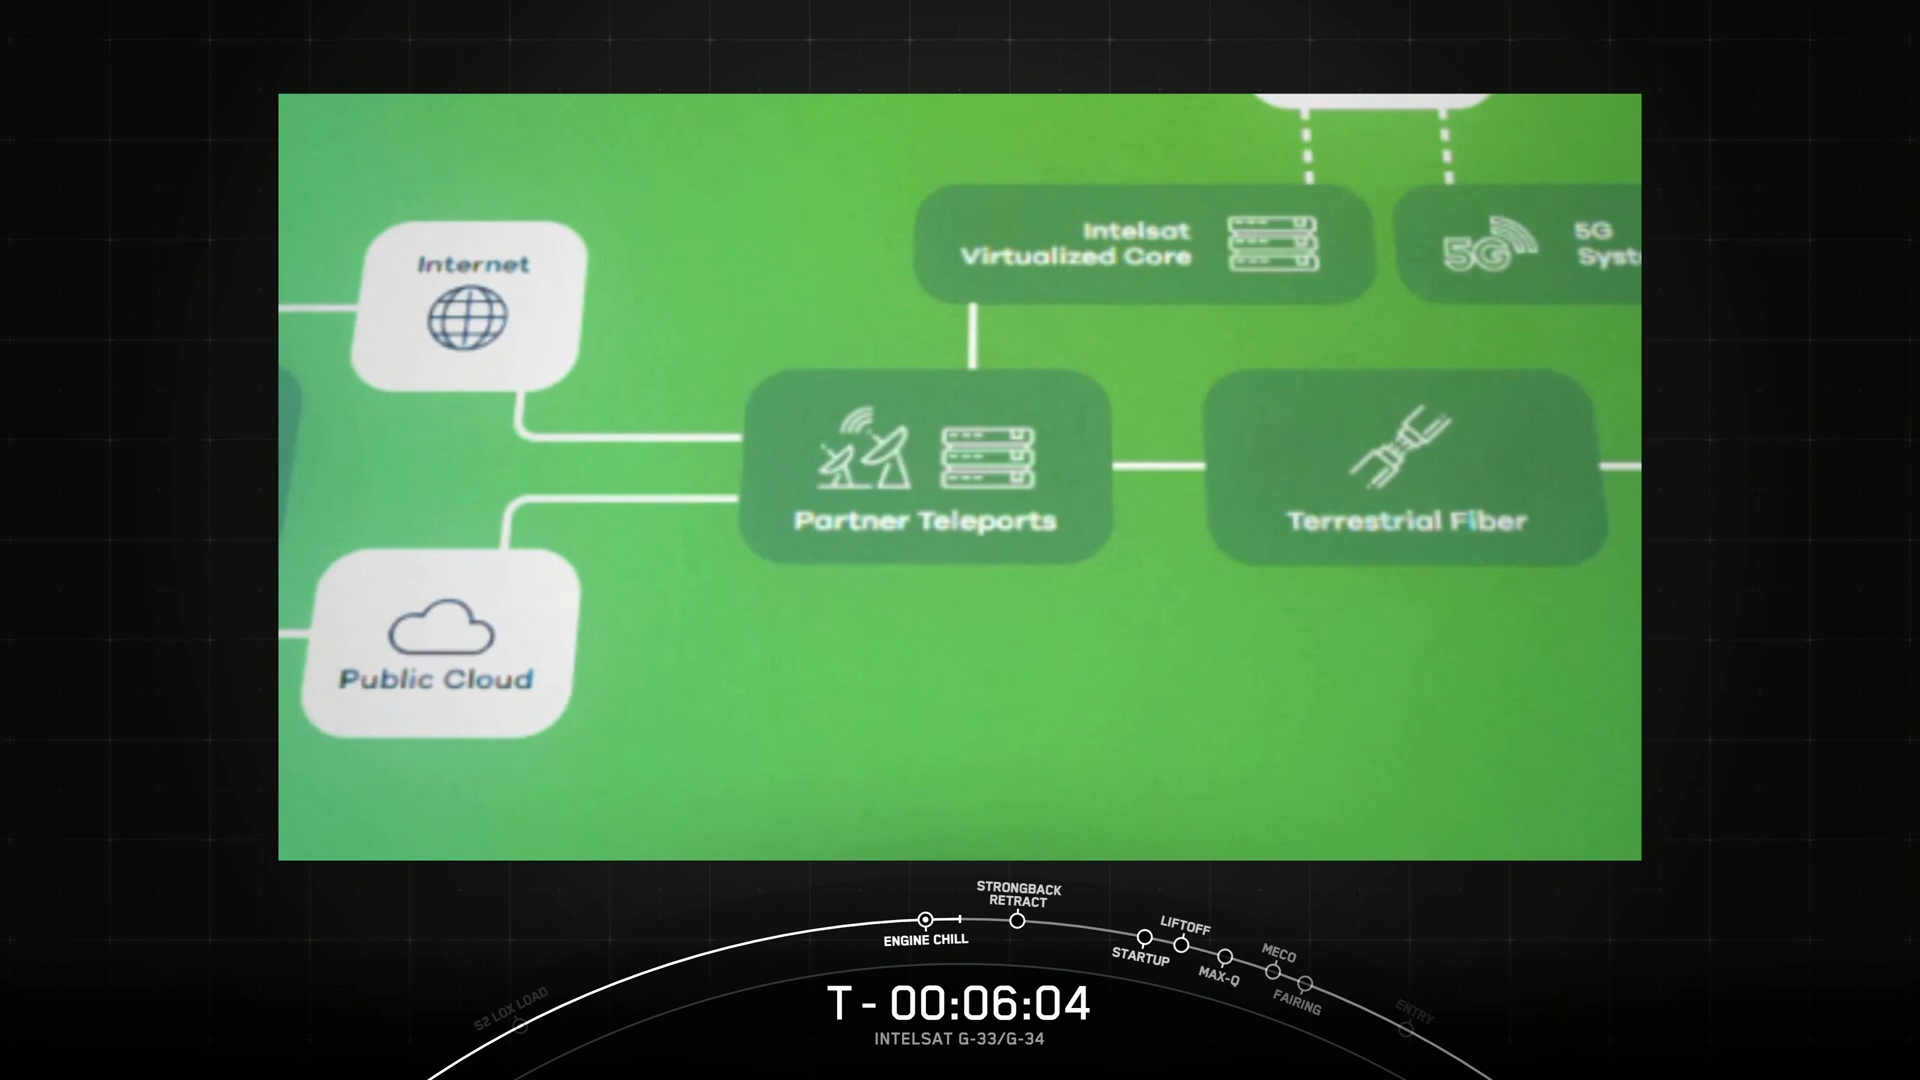 Internet
Intelsat
Virtualized Core
5G
5G
Partner Teleports
Terrestrial Fiber
Public Cloud
STRONGBACK
RETRACT
ENGINE CHILL
LIFTOFF
STARTUP
MECO
MAX-Q
FAIRING
S2 LOX LOAD
ENTRY
T - 00:06:04
INTELSAT G-33/G-34